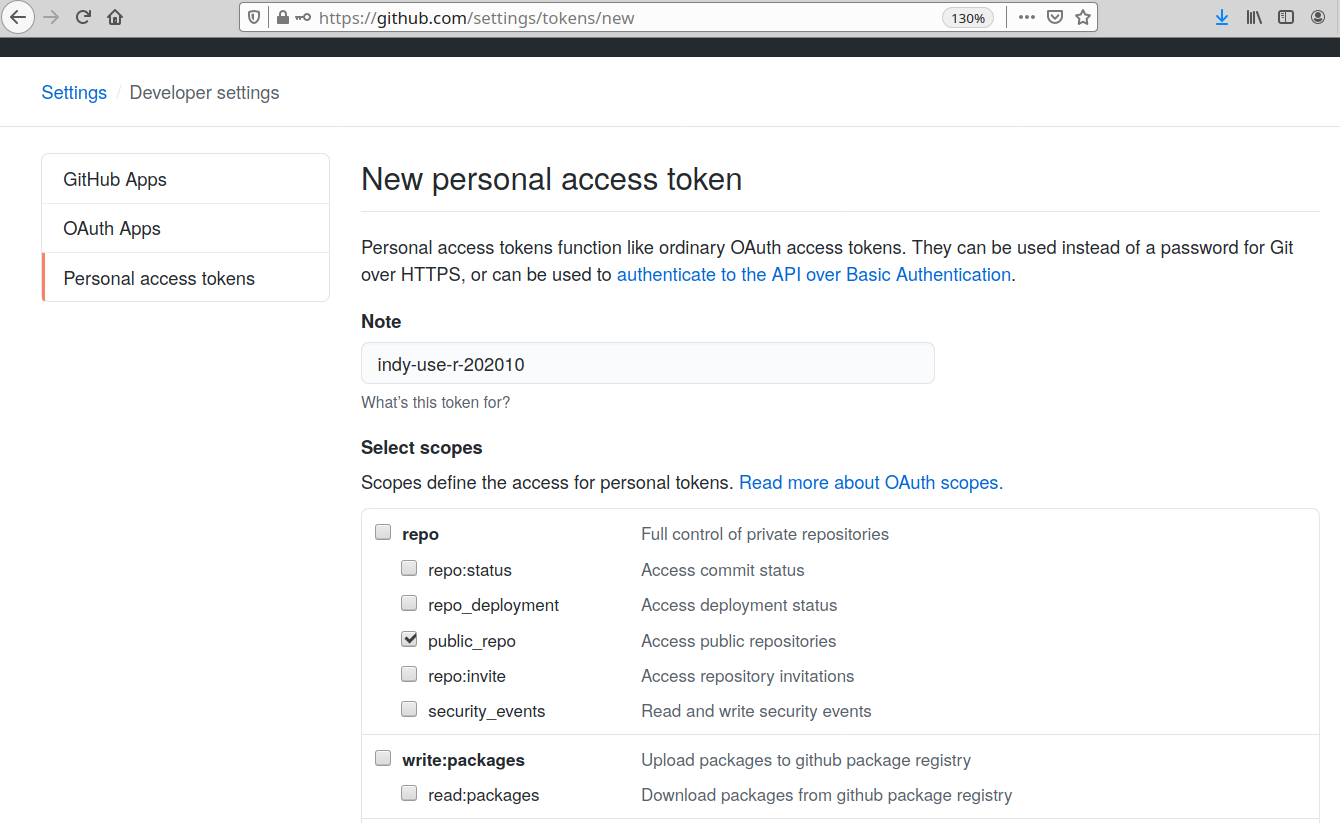 https://github.com/settings/tokens/new 130%
Settings / Developer settings
GitHub Apps
OAuth Apps
Personal access tokens
New personal access token
Personal access tokens function like ordinary OAuth access tokens. They can be used instead of a password for Git
over HTTPS, or can be used to authenticate to the API over Basic Authentication.
Note
indy-use-r-202010
What's this token for?
Select scopes
Scopes define the access for personal tokens. Read more about OAuth scopes.
repo Full control of private repositories
repo:status Access commit status
repo_deployment Access deployment status
public_repo Access public repositories
repo:invite Access repository invitations
security_events Read and write security events
write:packages Upload packages to github package registry
read:packages Download packages from github package registry